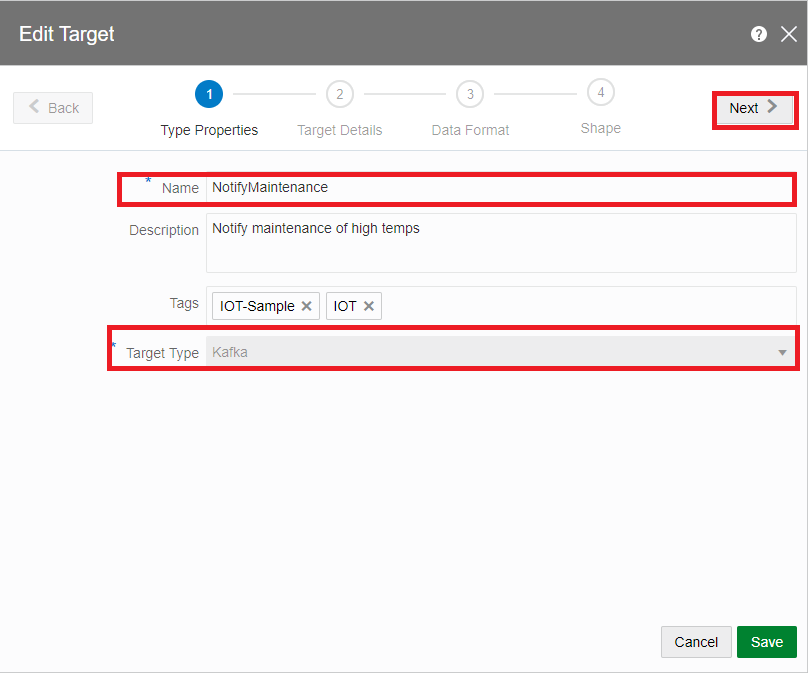 Edit Target
?
Back
1
2
3
4
Next
Type Properties
Target Details
Data Format
Shape
* Name NotifyMaintenance
Description Notify maintenance of high temps
Tags IOT-Sample IOT
* Target Type Kafka
Cancel Save